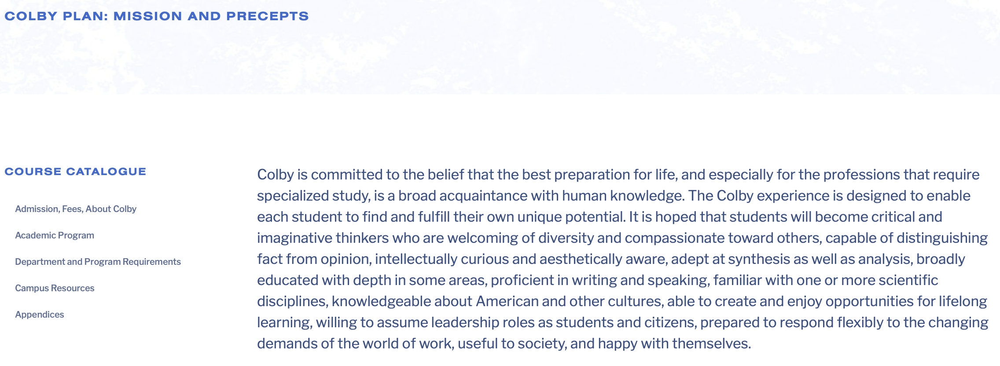 COLBY PLAN: MISSION AND PRECEPTS
COURSE CATALOGUE
Admission, Fees, About Colby
Academic Program
Department and Program Requirements
Campus Resources
Appendices
Colby is committed to the belief that the best preparation for life, and especially for the professions that require
specialized study, is a broad acquaintance with human knowledge. The Colby experience is designed to enable
each student to find and fulfill their own unique potential. It is hoped that students will become critical and
imaginative thinkers who are welcoming of diversity and compassionate toward others, capable of distinguishing
fact from opinion, intellectually curious and aesthetically aware, adept at synthesis as well as analysis, broadly
educated with depth in some areas, proficient in writing and speaking, familiar with one or more scientific
disciplines, knowledgeable about American and other cultures, able to create and enjoy opportunities for lifelong
learning, willing to assume leadership roles as students and citizens, prepared to respond flexibly to the changing
demands of the world of work, useful to society, and happy with themselves.